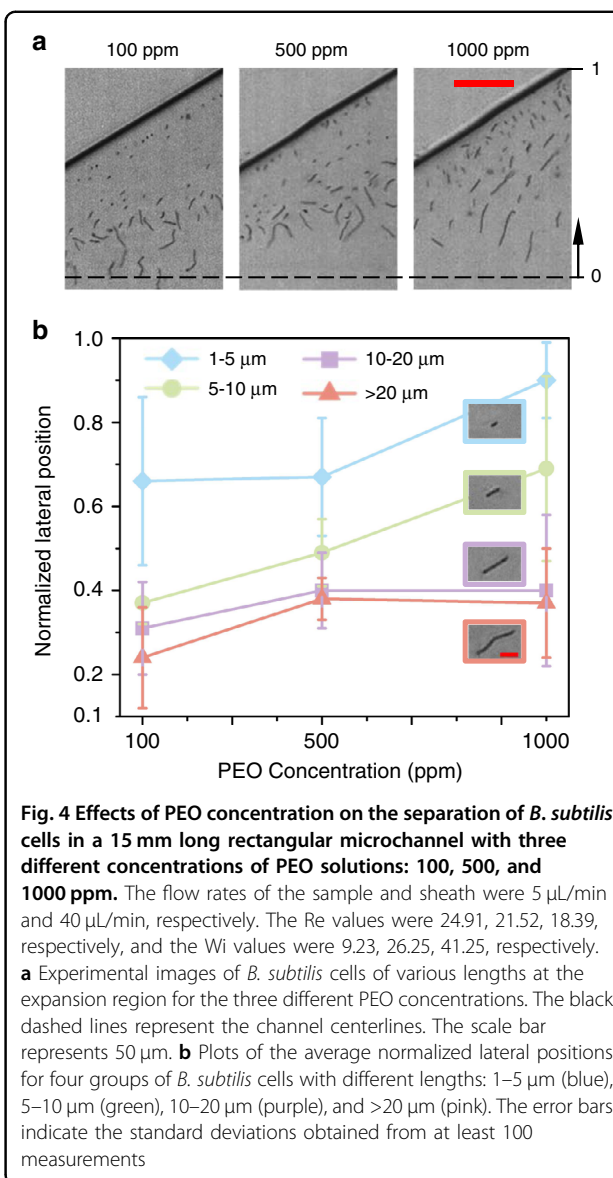 a
100 ppm 500 ppm 1000 ppm
1
0
b
1.0
0.8
0.6
0.4
0.2
0.1
Normalized lateral position
1-5 μm
5-10 μm
10-20 μm
>20 μm
100 500 1000
PEO Concentration (ppm)
Fig. 4 Effects of PEO concentration on the separation of B. subtilis
cells in a 15 mm long rectangular microchannel with three
different concentrations of PEO solutions: 100, 500, and
1000 ppm. The flow rates of the sample and sheath were 5 μL/min
and 40 μL/min, respectively. The Re values were 24.91, 21.52, 18.39,
respectively, and the Wi values were 9.23, 26.25, 41.25, respectively.
a Experimental images of B. subtilis cells of various lengths at the
expansion region for the three different PEO concentrations. The black
dashed lines represent the channel centerlines. The scale bar
represents 50 μm. b Plots of the average normalized lateral positions
for four groups of B. subtilis cells with different lengths: 1–5 μm (blue),
5–10 μm (green), 10–20 μm (purple), and >20 μm (pink). The error bars
indicate the standard deviations obtained from at least 100
measurements